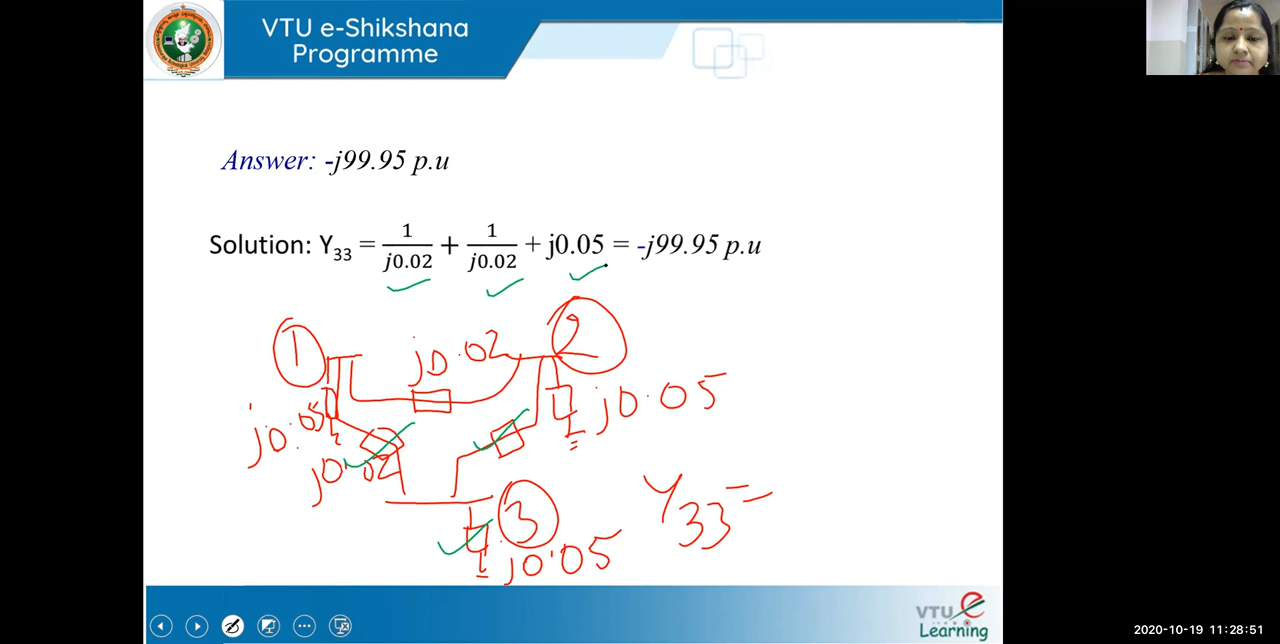 VTU e-Shikshana
Programme
Answer: -j99.95 p.u
Solution: Y33 = 1/j0.02 + 1/j0.02 + j0.05 = -j99.95 p.u
1
j0.02
2
j0.05
j0.05
j0.02
3
j0.05
Y33 =
VTU e
Learning
2020-10-19 11:28:51